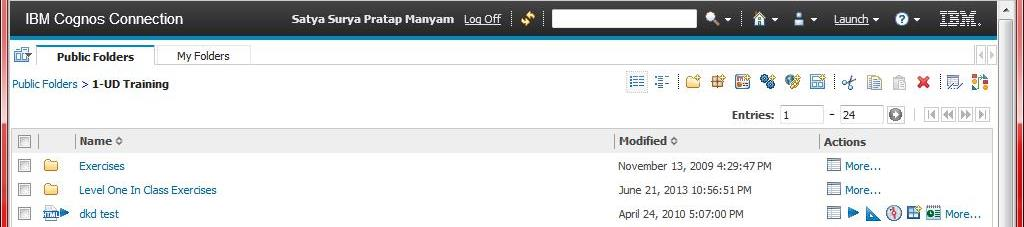 IBM Cognos Connection Satya Surya Pratap Manyam Log Off Launch IBM.
Public Folders My Folders
Public Folders > 1-UD Training
Entries: 1 - 24
Name Modified Actions
Exercises November 13, 2009 4:29:47 PM More...
Level One In Class Exercises June 21, 2013 10:56:51 PM More...
HTML dkd test April 24, 2010 5:07:00 PM More...